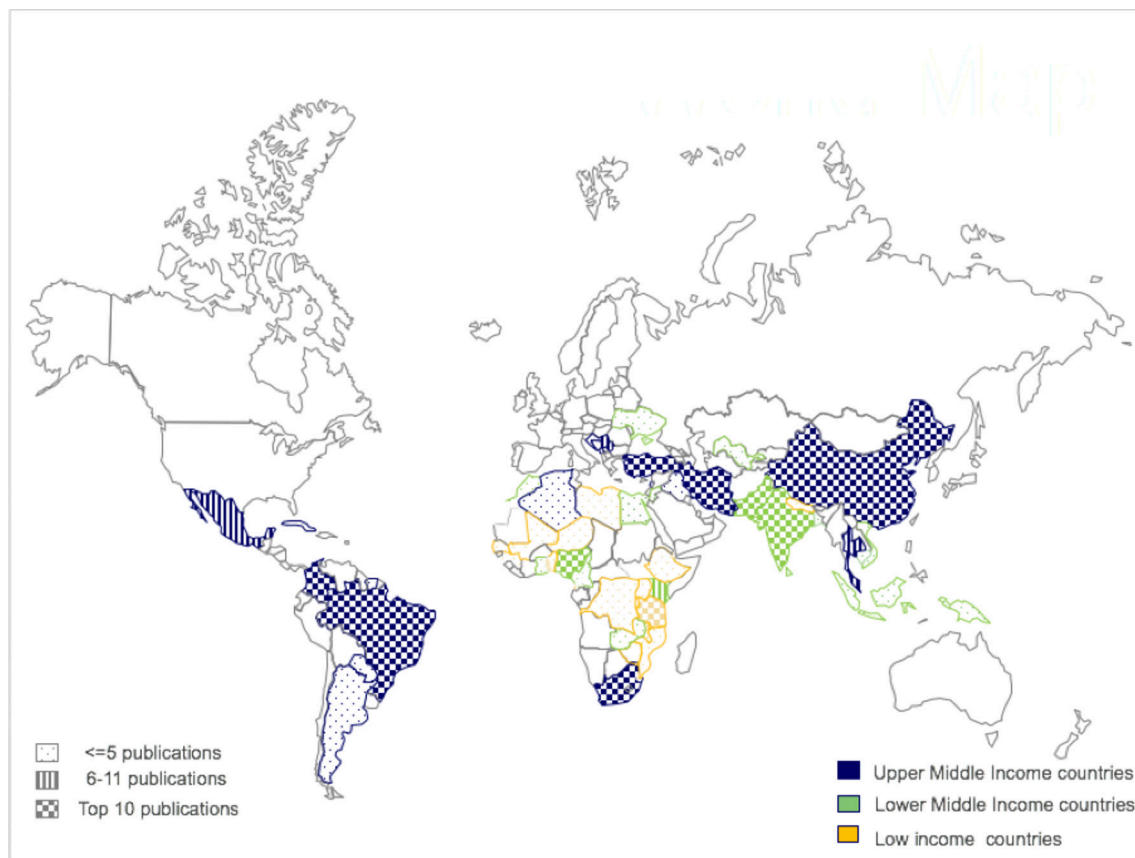 Map
<=5 publications
6-11 publications
Top 10 publications
Upper Middle Income countries
Lower Middle Income countries
Low income countries